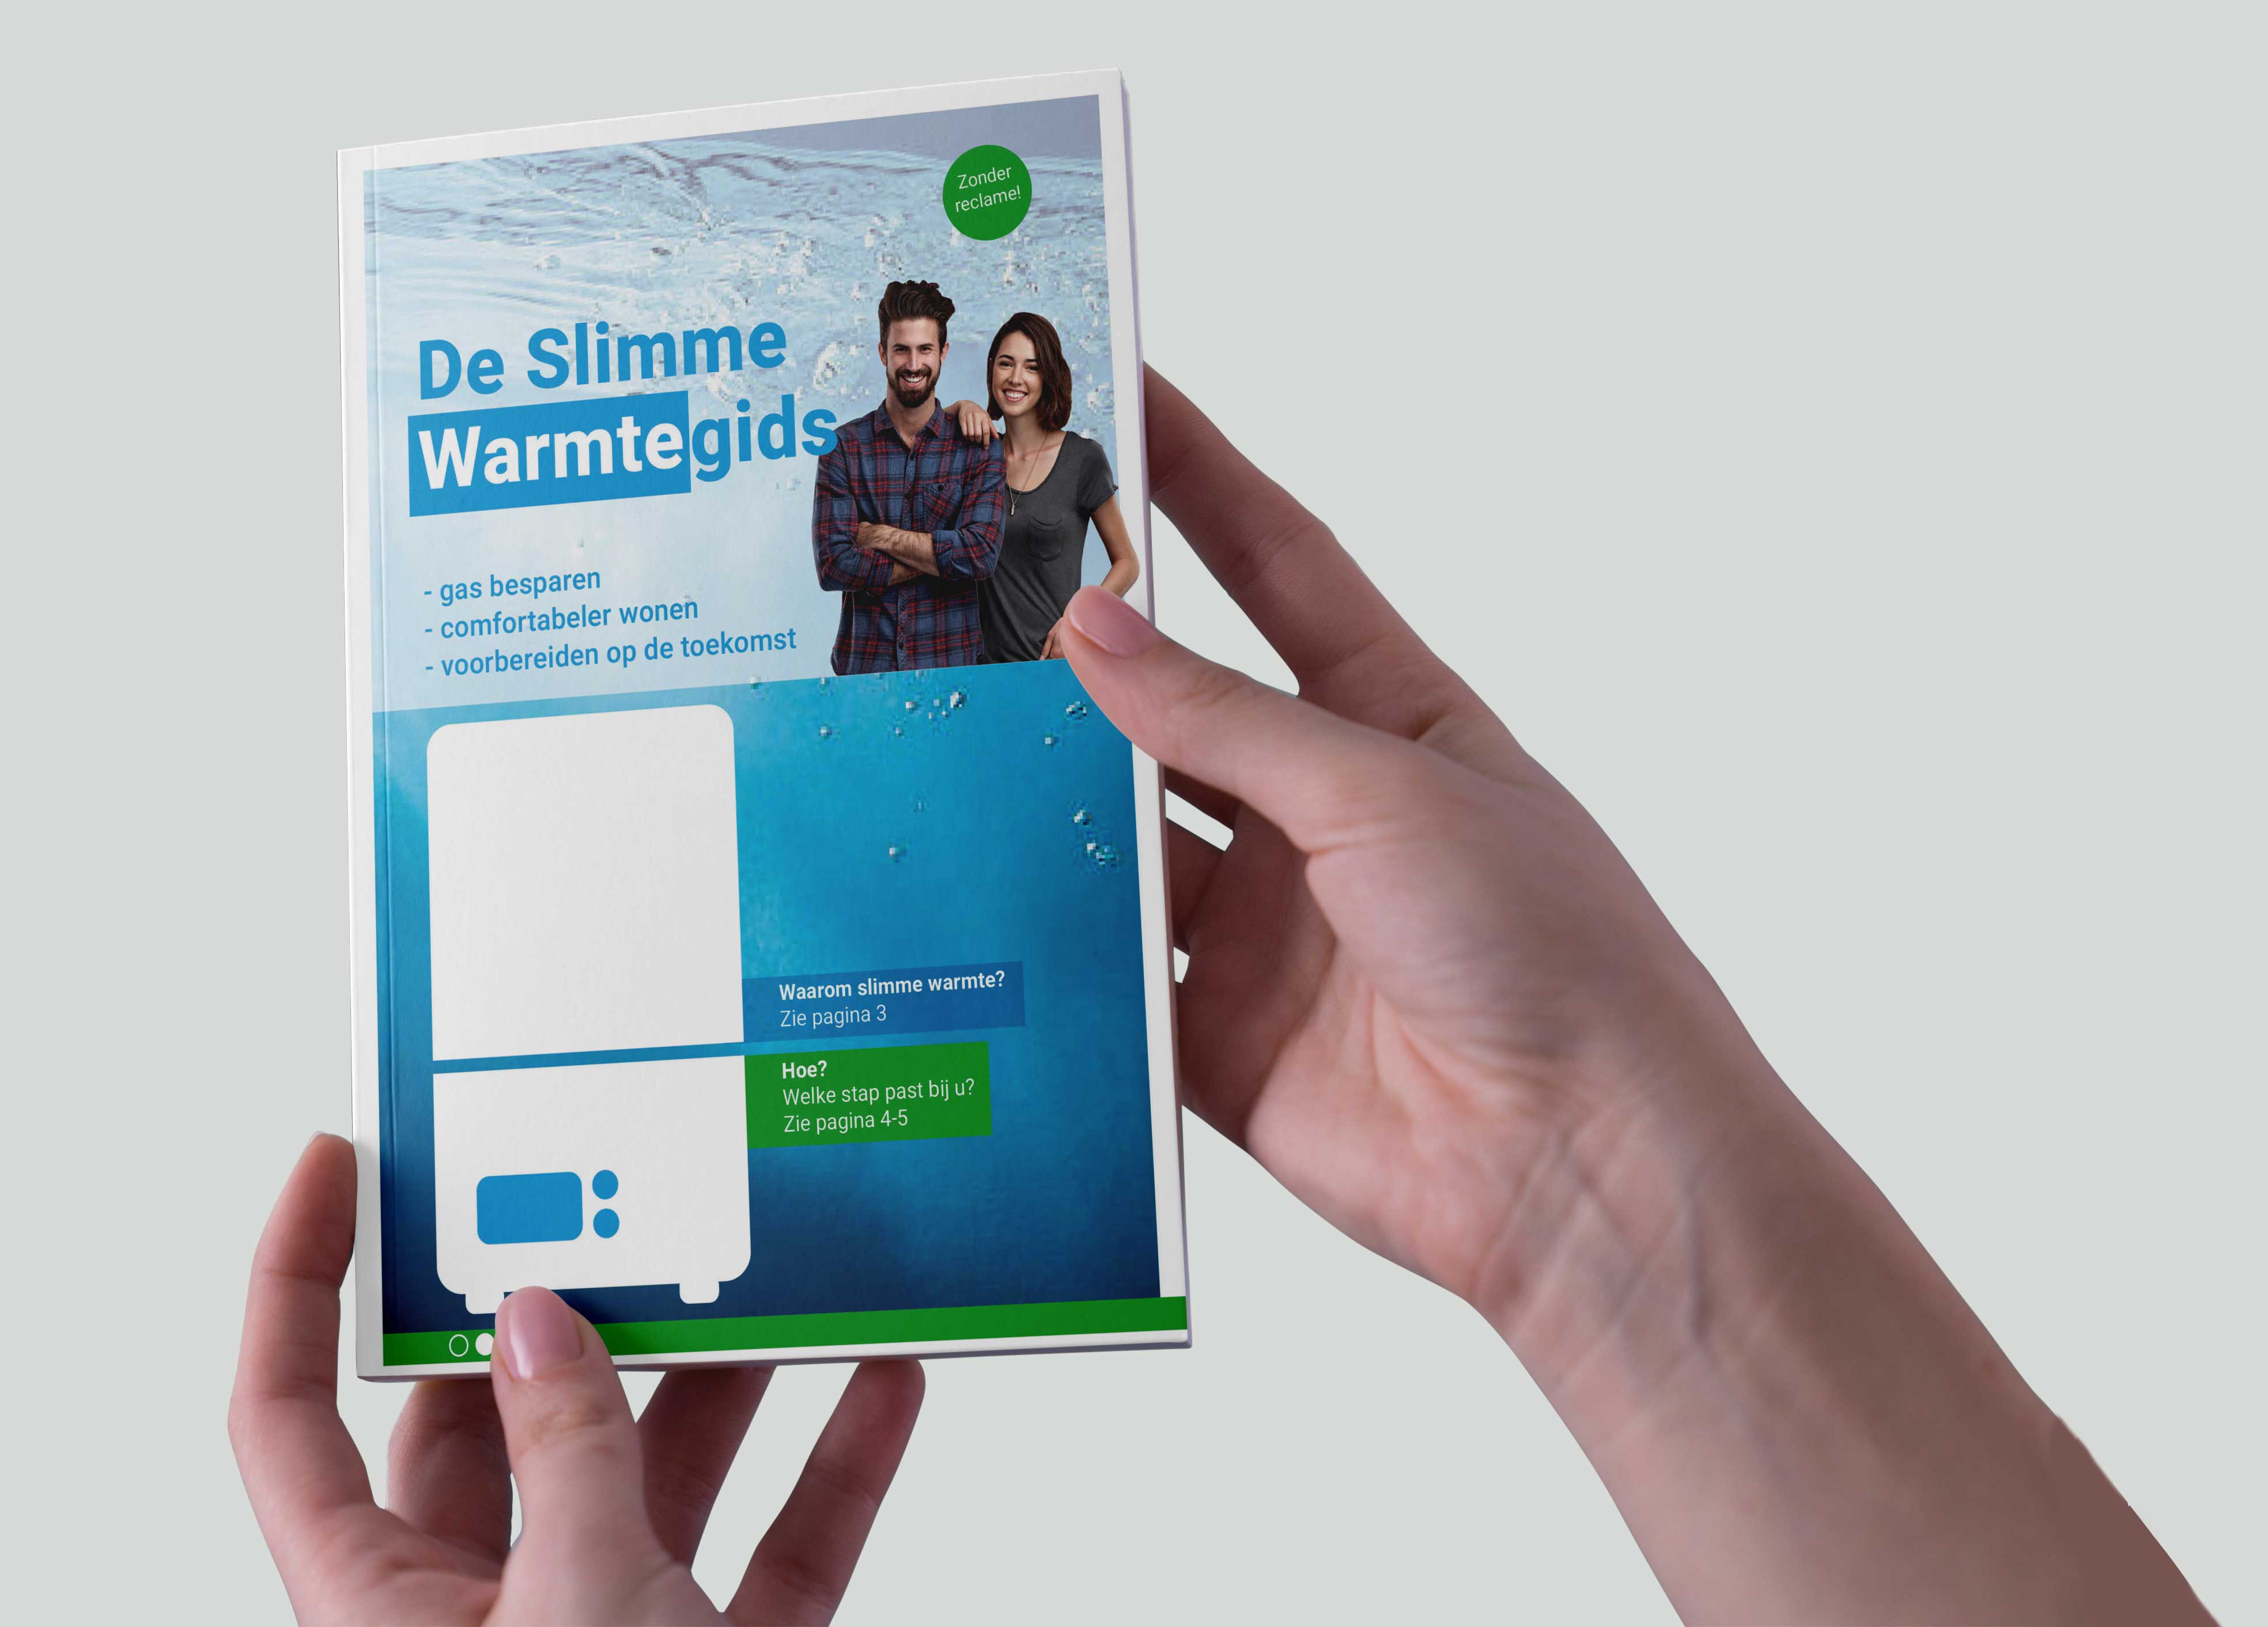 Zonder
reclame!
De Slimme
Warmtegids
- gas besparen
- comfortabeler wonen
- voorbereiden op de toekomst
Waarom slimme warmte?
Zie pagina 3
Hoe?
Welke stap past bij u?
Zie pagina 4-5